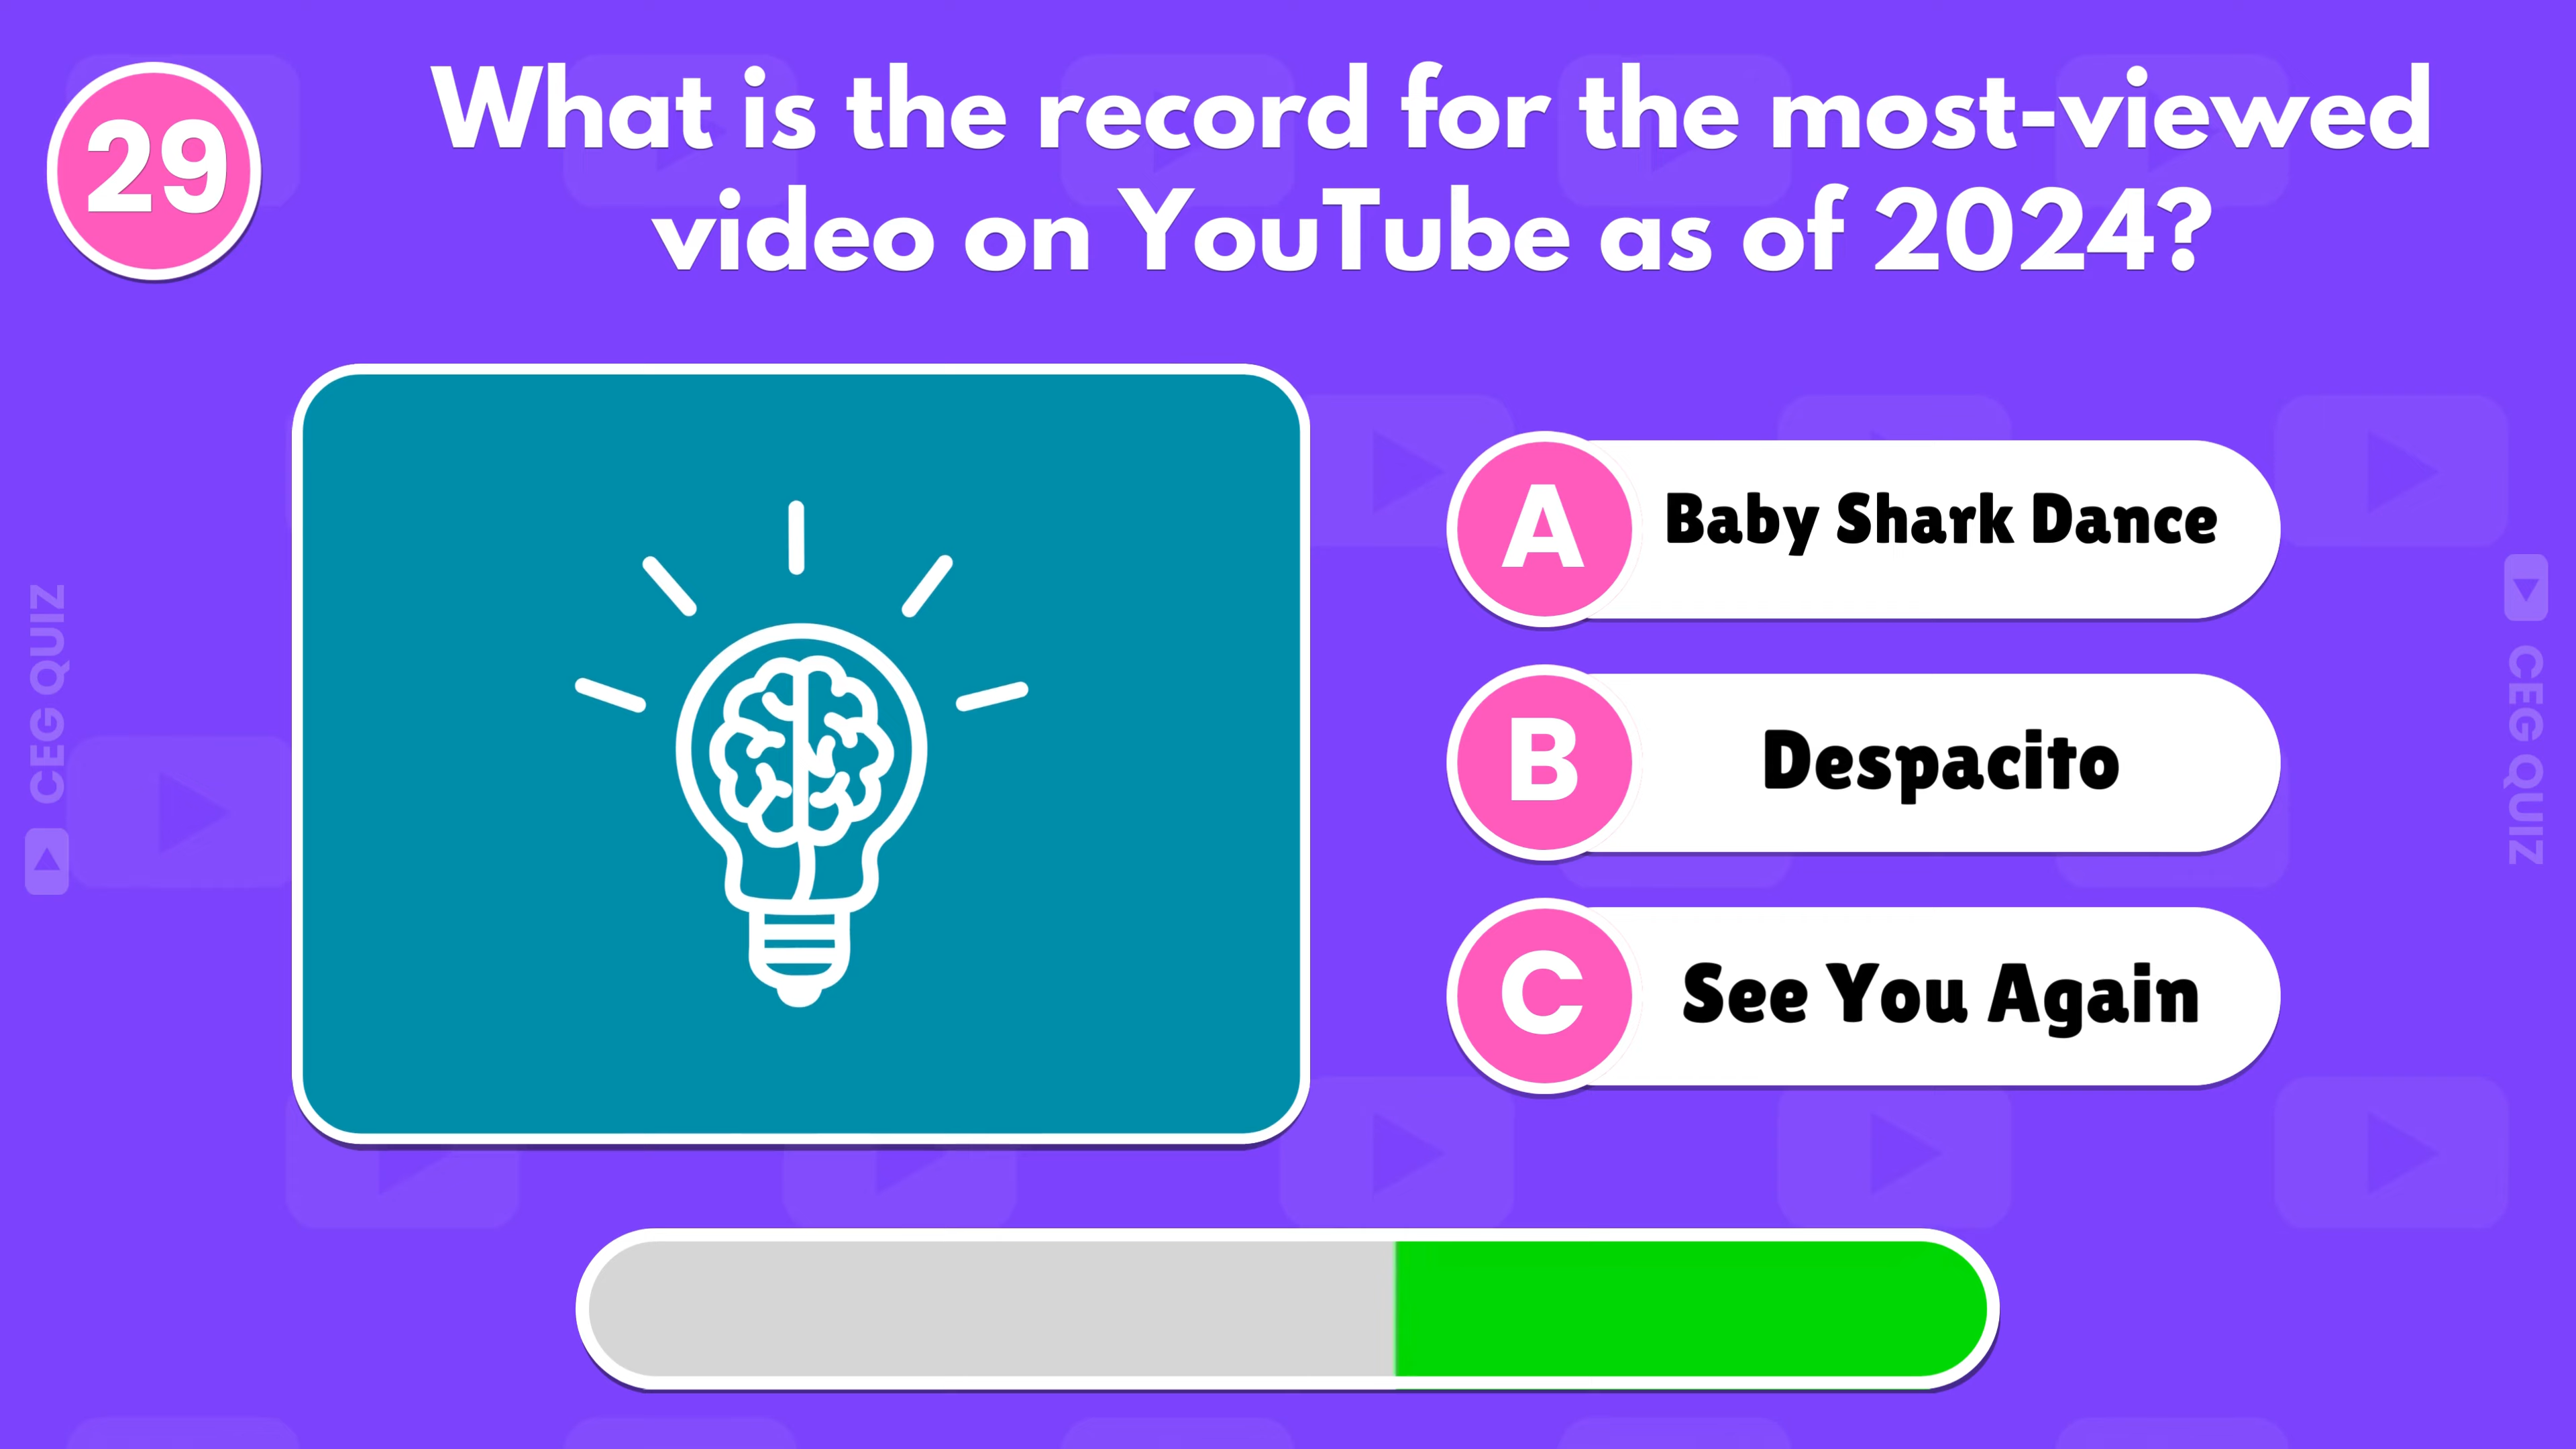 29
What is the record for the most-viewed
video on YouTube as of 2024?
A Baby Shark Dance
B Despacito
C See You Again
CEG QUIZ
CEG QUIZ